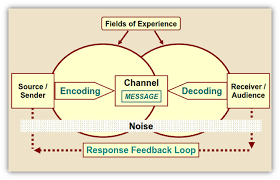 Fields of Experience
Source /
Sender
Encoding
Channel
MESSAGE
Decoding
Receiver /
Audience
Noise
Response Feedback Loop